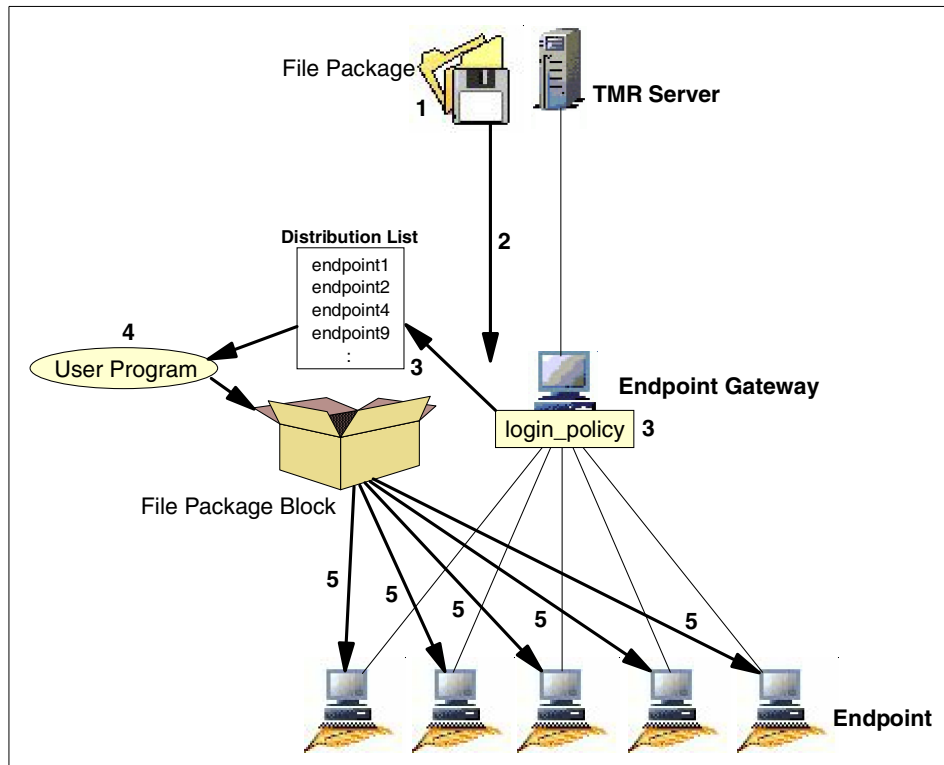 File Package
1
TMR Server
2
Distribution List
endpoint1
endpoint2
endpoint4
endpoint9
:
3
4
User Program
Endpoint Gateway
login_policy
3
File Package Block
5
5
5
5
5
Endpoint